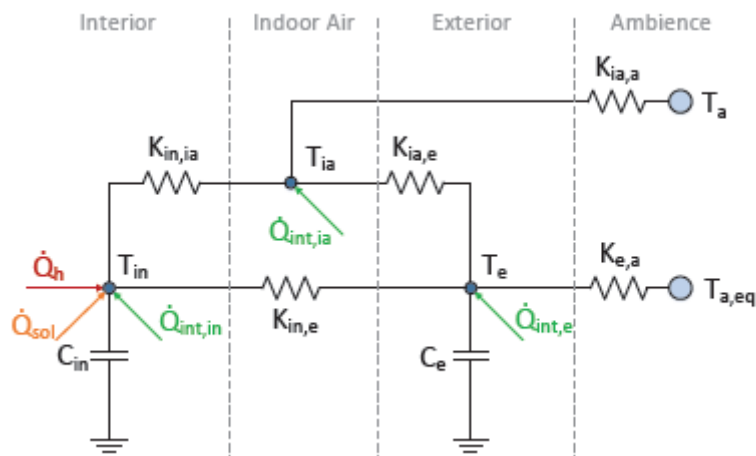 Interior Indoor Air Exterior Ambience
K_ia,a
T_a
K_in,ia T_ia K_ia,e
Q̇_int,ia
K_e,a
Q̇_h T_in T_e
T_a,eq
Q̇_sol Q̇_int,in K_in,e Q̇_int,e
C_in C_e